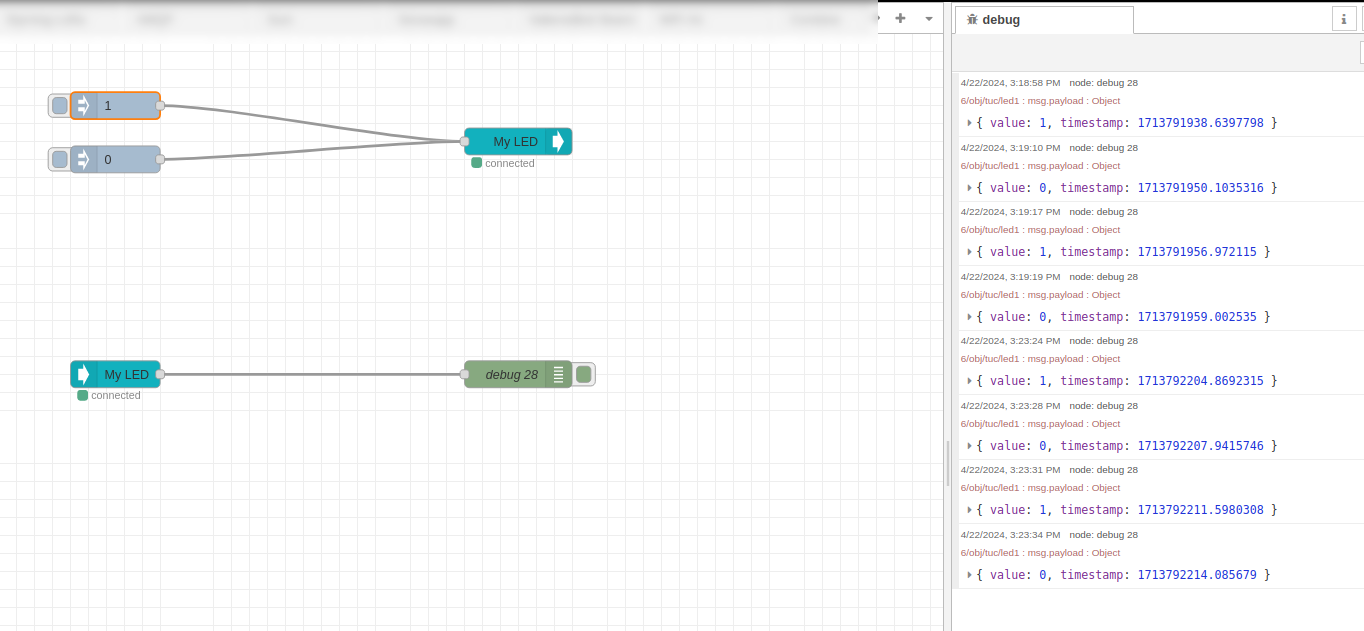 debug
1
My LED
connected
0
My LED
connected
debug 28
4/22/2024, 3:18:58 PM node: debug 28
6/obj/tuc/led1 : msg.payload : Object
{ value: 1, timestamp: 1713791938.6397798 }
4/22/2024, 3:19:10 PM node: debug 28
6/obj/tuc/led1 : msg.payload : Object
{ value: 0, timestamp: 1713791950.1035316 }
4/22/2024, 3:19:17 PM node: debug 28
6/obj/tuc/led1 : msg.payload : Object
{ value: 1, timestamp: 1713791956.972115 }
4/22/2024, 3:19:19 PM node: debug 28
6/obj/tuc/led1 : msg.payload : Object
{ value: 0, timestamp: 1713791959.002535 }
4/22/2024, 3:23:24 PM node: debug 28
6/obj/tuc/led1 : msg.payload : Object
{ value: 1, timestamp: 1713792204.8692315 }
4/22/2024, 3:23:28 PM node: debug 28
6/obj/tuc/led1 : msg.payload : Object
{ value: 0, timestamp: 1713792207.9415746 }
4/22/2024, 3:23:31 PM node: debug 28
6/obj/tuc/led1 : msg.payload : Object
{ value: 1, timestamp: 1713792211.5980308 }
4/22/2024, 3:23:34 PM node: debug 28
6/obj/tuc/led1 : msg.payload : Object
{ value: 0, timestamp: 1713792214.085679 }